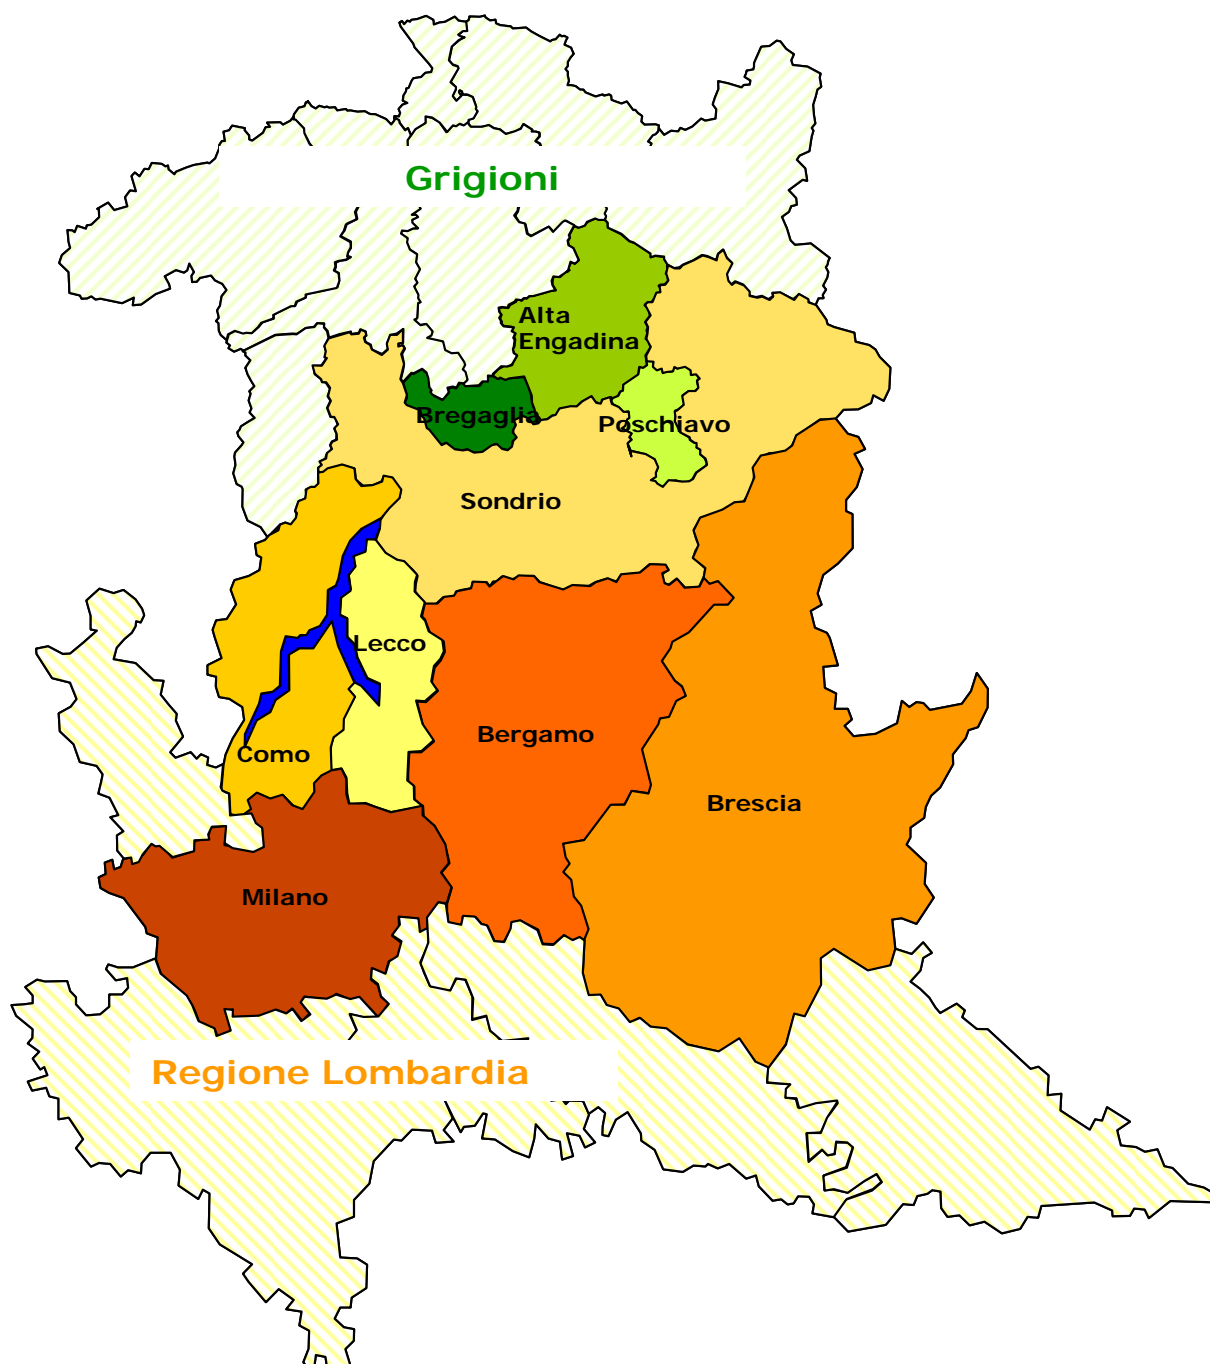 Grigioni
Alta
Engadina
Bregaglia
Poschiavo
Sondrio
Lecco
Bergamo
Como
Brescia
Milano
Regione Lombardia